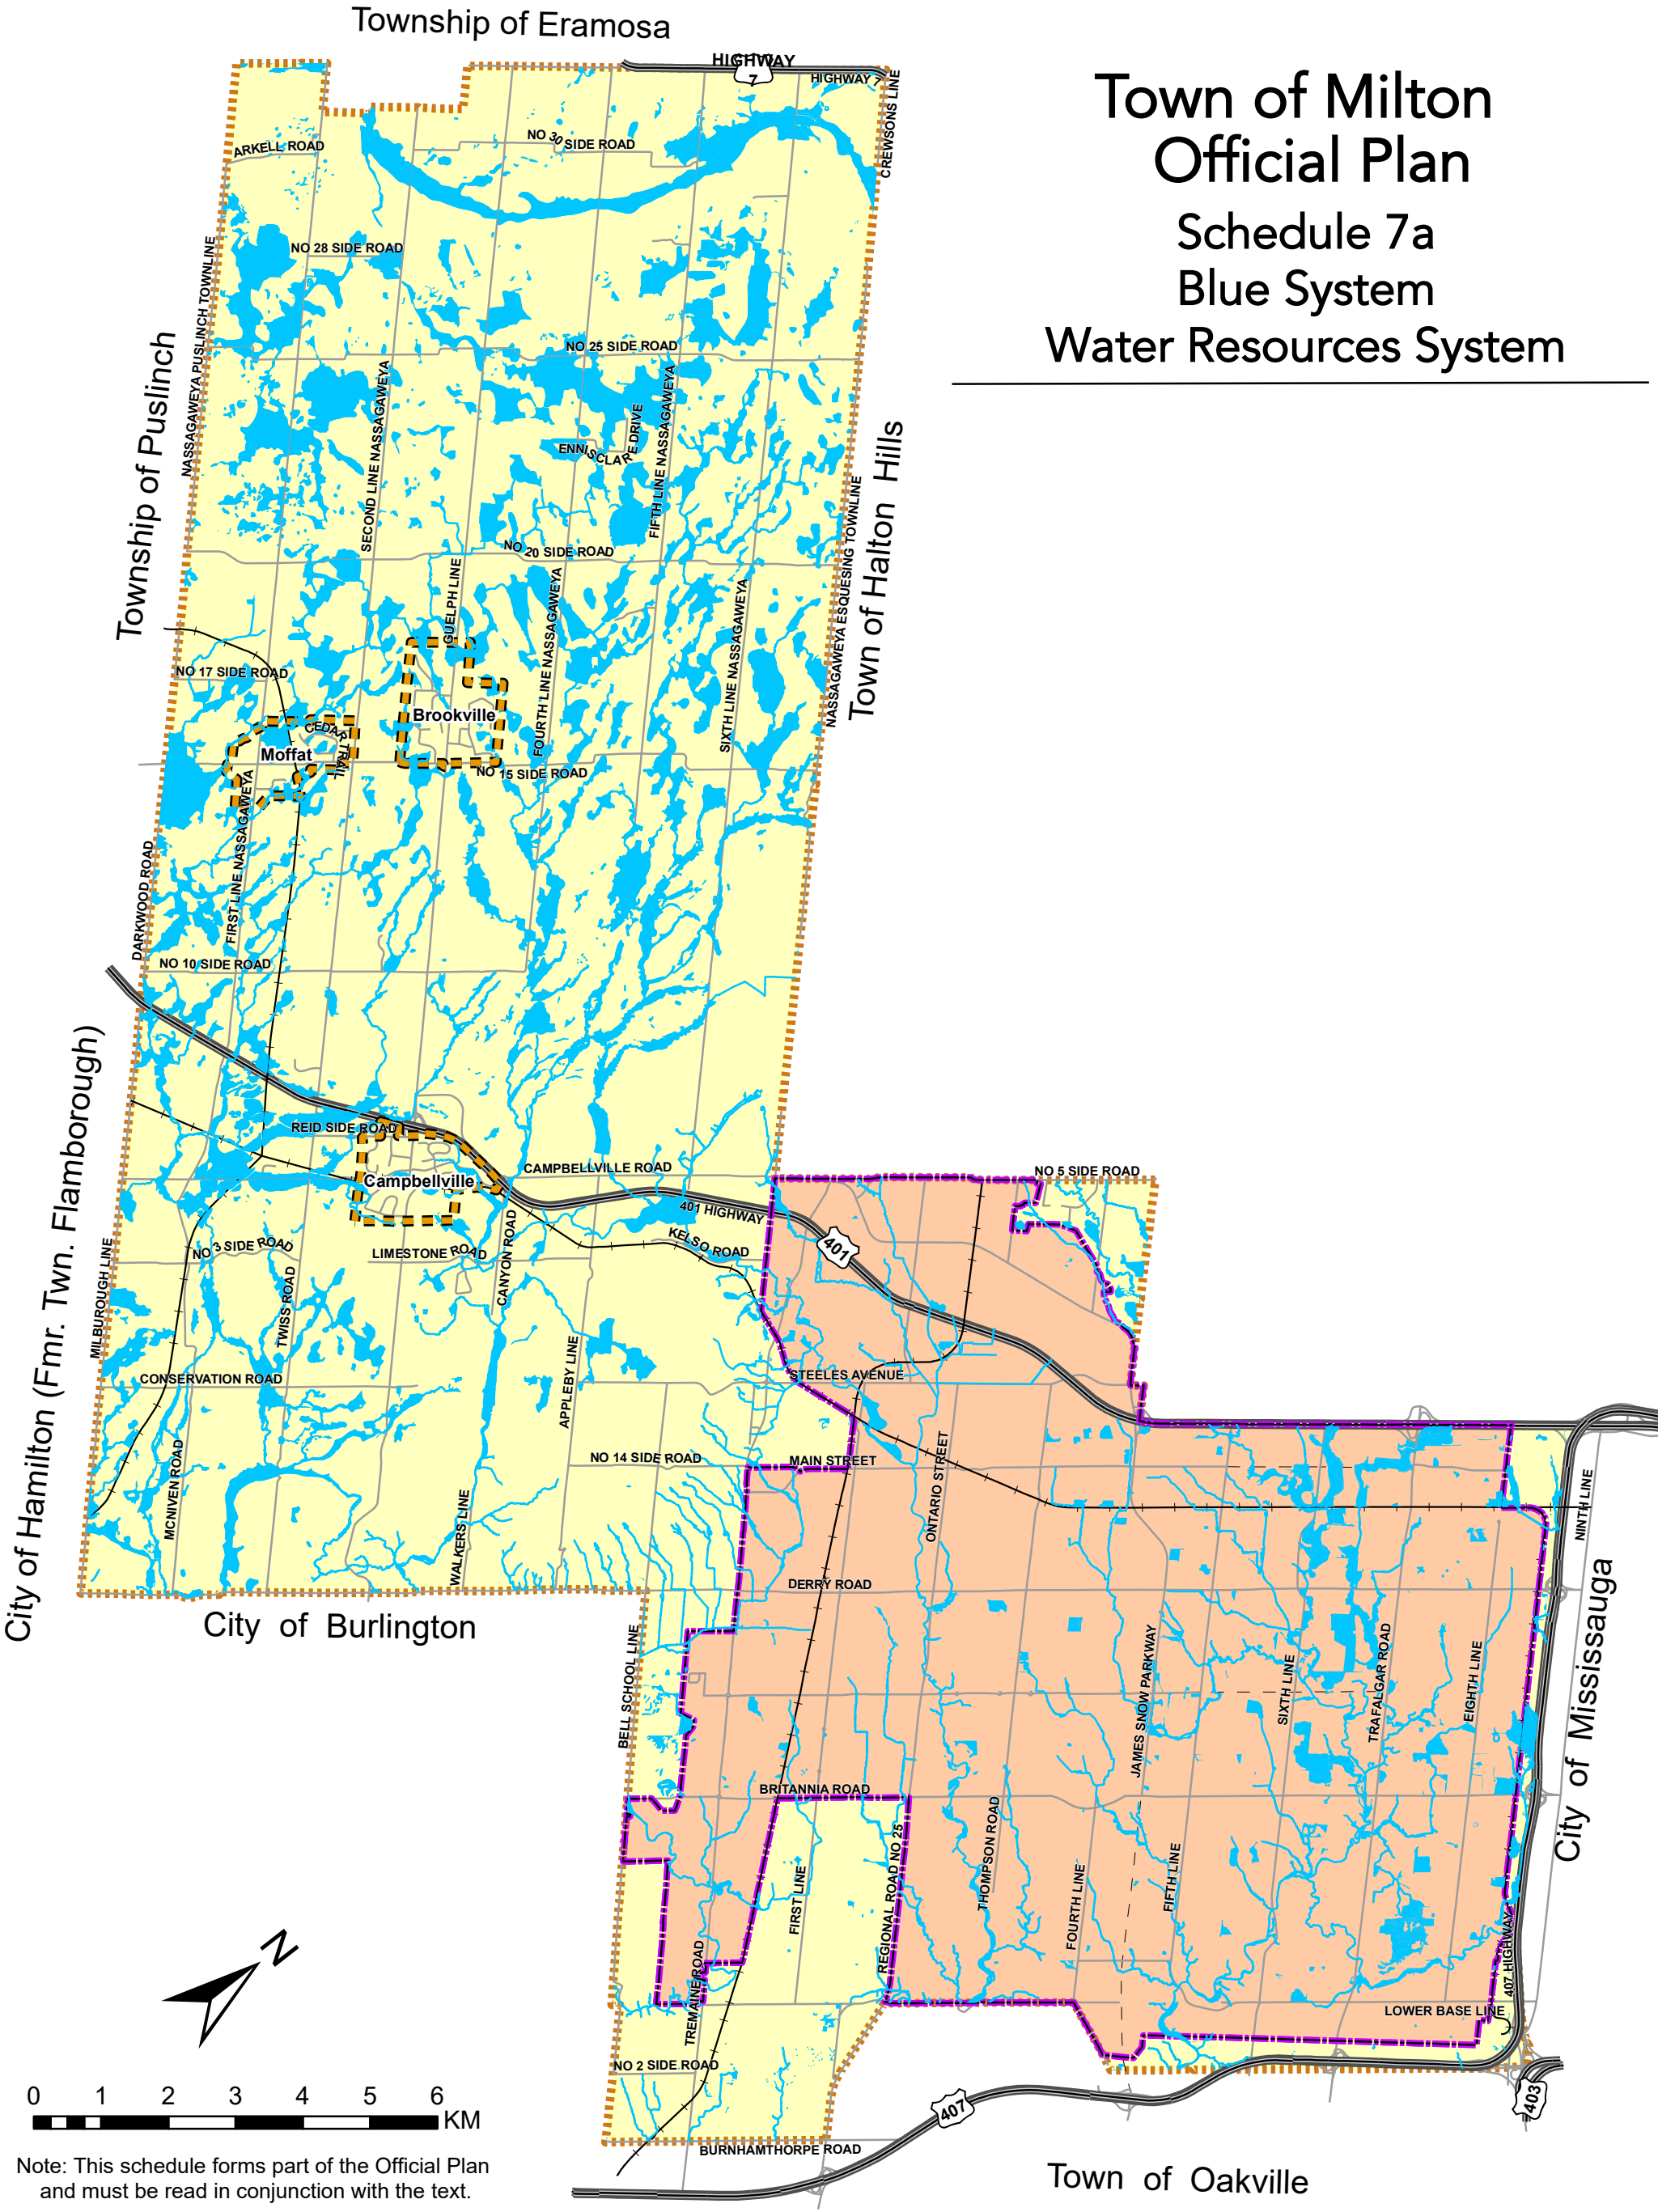 Township of Eramosa
Town of Milton
Official Plan
Schedule 7a
Blue System
Water Resources System
HIGHWAY
7
HIGHWAY 7
CREWSONS LINE
NO 30 SIDE ROAD
ARKELL ROAD
NO 28 SIDE ROAD
NASSAGAWEYA PUSLINCH TOWNLINE
Township of Puslinch
NO 25 SIDE ROAD
SECOND LINE NASSAGAWEYA
FIFTH LINE NASSAGAWEYA
ENNISCLARE DRIVE
Town of Halton Hills
NASSAGAWEYA ESQUESING TOWNLINE
NO 20 SIDE ROAD
GUELPH LINE
FOURTH LINE NASSAGAWEYA
SIXTH LINE NASSAGAWEYA
NO 17 SIDE ROAD
Brookville
CEDAR TRAIL
Moffat
NO 15 SIDE ROAD
FIRST LINE NASSAGAWEYA
DARKWOOD ROAD
NO 10 SIDE ROAD
City of Hamilton (Fmr. Twn. Flamborough)
REID SIDE ROAD
Campbellville
CAMPBELLVILLE ROAD
NO 5 SIDE ROAD
401 HIGHWAY
401
KELSO ROAD
NO 3 SIDE ROAD
LIMESTONE ROAD
CANYON ROAD
MILBUROUGH LINE
TWISS ROAD
APPLEBY LINE
CONSERVATION ROAD
STEELES AVENUE
MCNIVEN ROAD
NO 14 SIDE ROAD
MAIN STREET
ONTARIO STREET
WALKERS LINE
NINTH LINE
DERRY ROAD
City of Burlington
BELL SCHOOL LINE
JAMES SNOW PARKWAY
SIXTH LINE
TRAFALGAR ROAD
EIGHTH LINE
City of Mississauga
BRITANNIA ROAD
REGIONAL ROAD NO 25
THOMPSON ROAD
FIRST LINE
FOURTH LINE
FIFTH LINE
407 HIGHWAY
TREMAINE ROAD
LOWER BASE LINE
N
NO 2 SIDE ROAD
407
403
0 1 2 3 4 5 6
KM
BURNHAMTHORPE ROAD
Town of Oakville
Note: This schedule forms part of the Official Plan
and must be read in conjunction with the text.